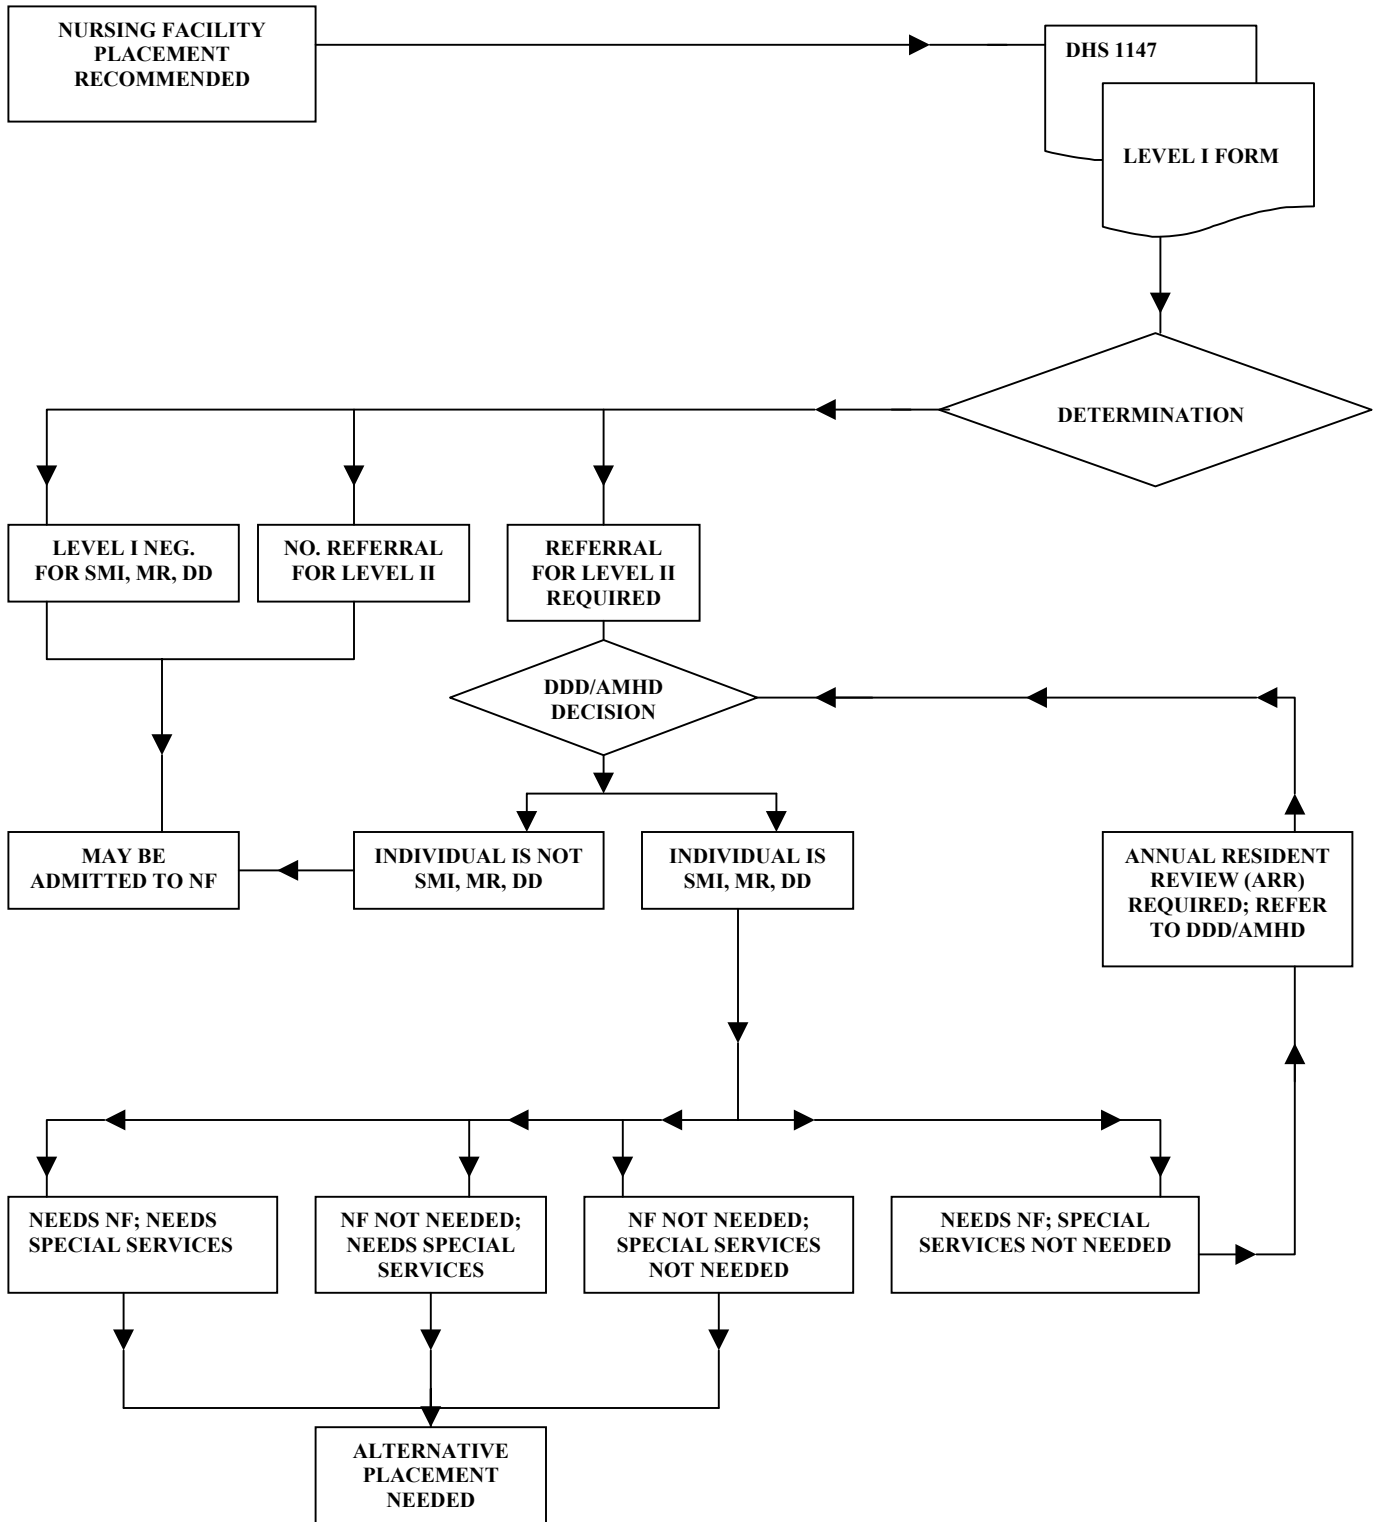 NURSING FACILITY
PLACEMENT
RECOMMENDED
DHS 1147
LEVEL I FORM
DETERMINATION
LEVEL I NEG.
FOR SMI, MR, DD
NO. REFERRAL
FOR LEVEL II
REFERRAL
FOR LEVEL II
REQUIRED
DDD/AMHD
DECISION
MAY BE
ADMITTED TO NF
INDIVIDUAL IS NOT
SMI, MR, DD
INDIVIDUAL IS
SMI, MR, DD
ANNUAL RESIDENT
REVIEW (ARR)
REQUIRED; REFER
TO DDD/AMHD
NEEDS NF; NEEDS
SPECIAL SERVICES
NF NOT NEEDED;
NEEDS SPECIAL
SERVICES
NF NOT NEEDED;
SPECIAL SERVICES
NOT NEEDED
NEEDS NF; SPECIAL
SERVICES NOT NEEDED
ALTERNATIVE
PLACEMENT
NEEDED